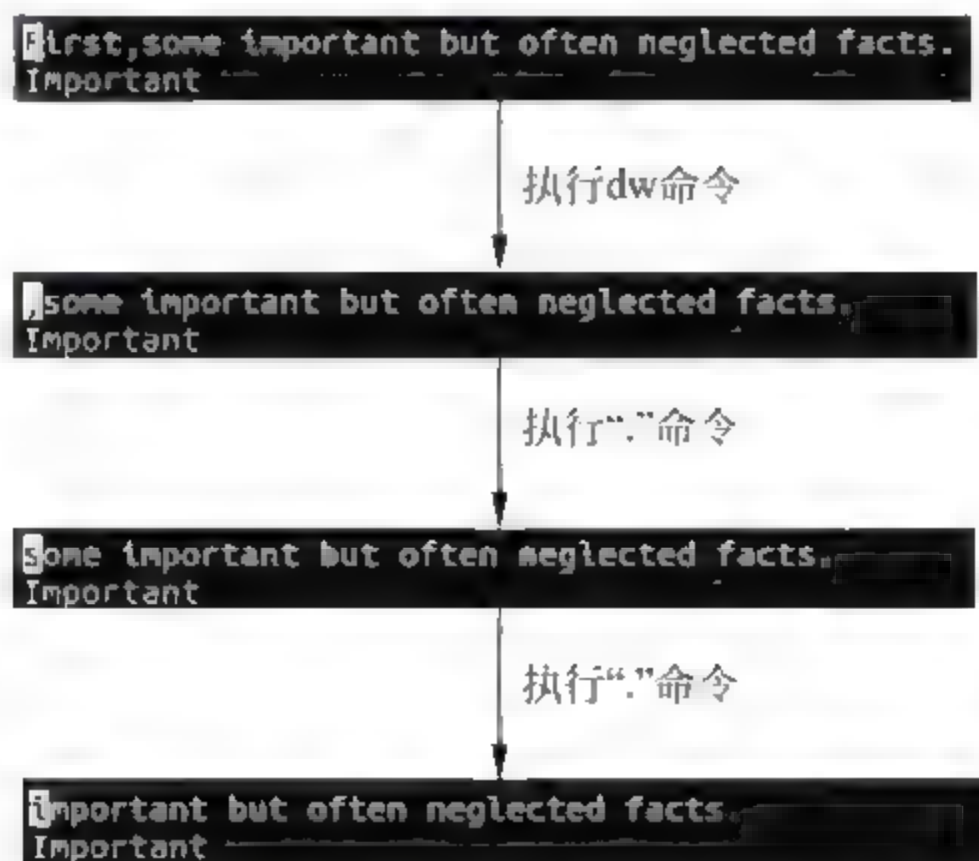 First,some important but often neglected facts.
Important
执行dw命令
,some important but often neglected facts.
Important
执行“.”命令
some important but often neglected facts.
Important
执行“.”命令
important but often neglected facts.
Important